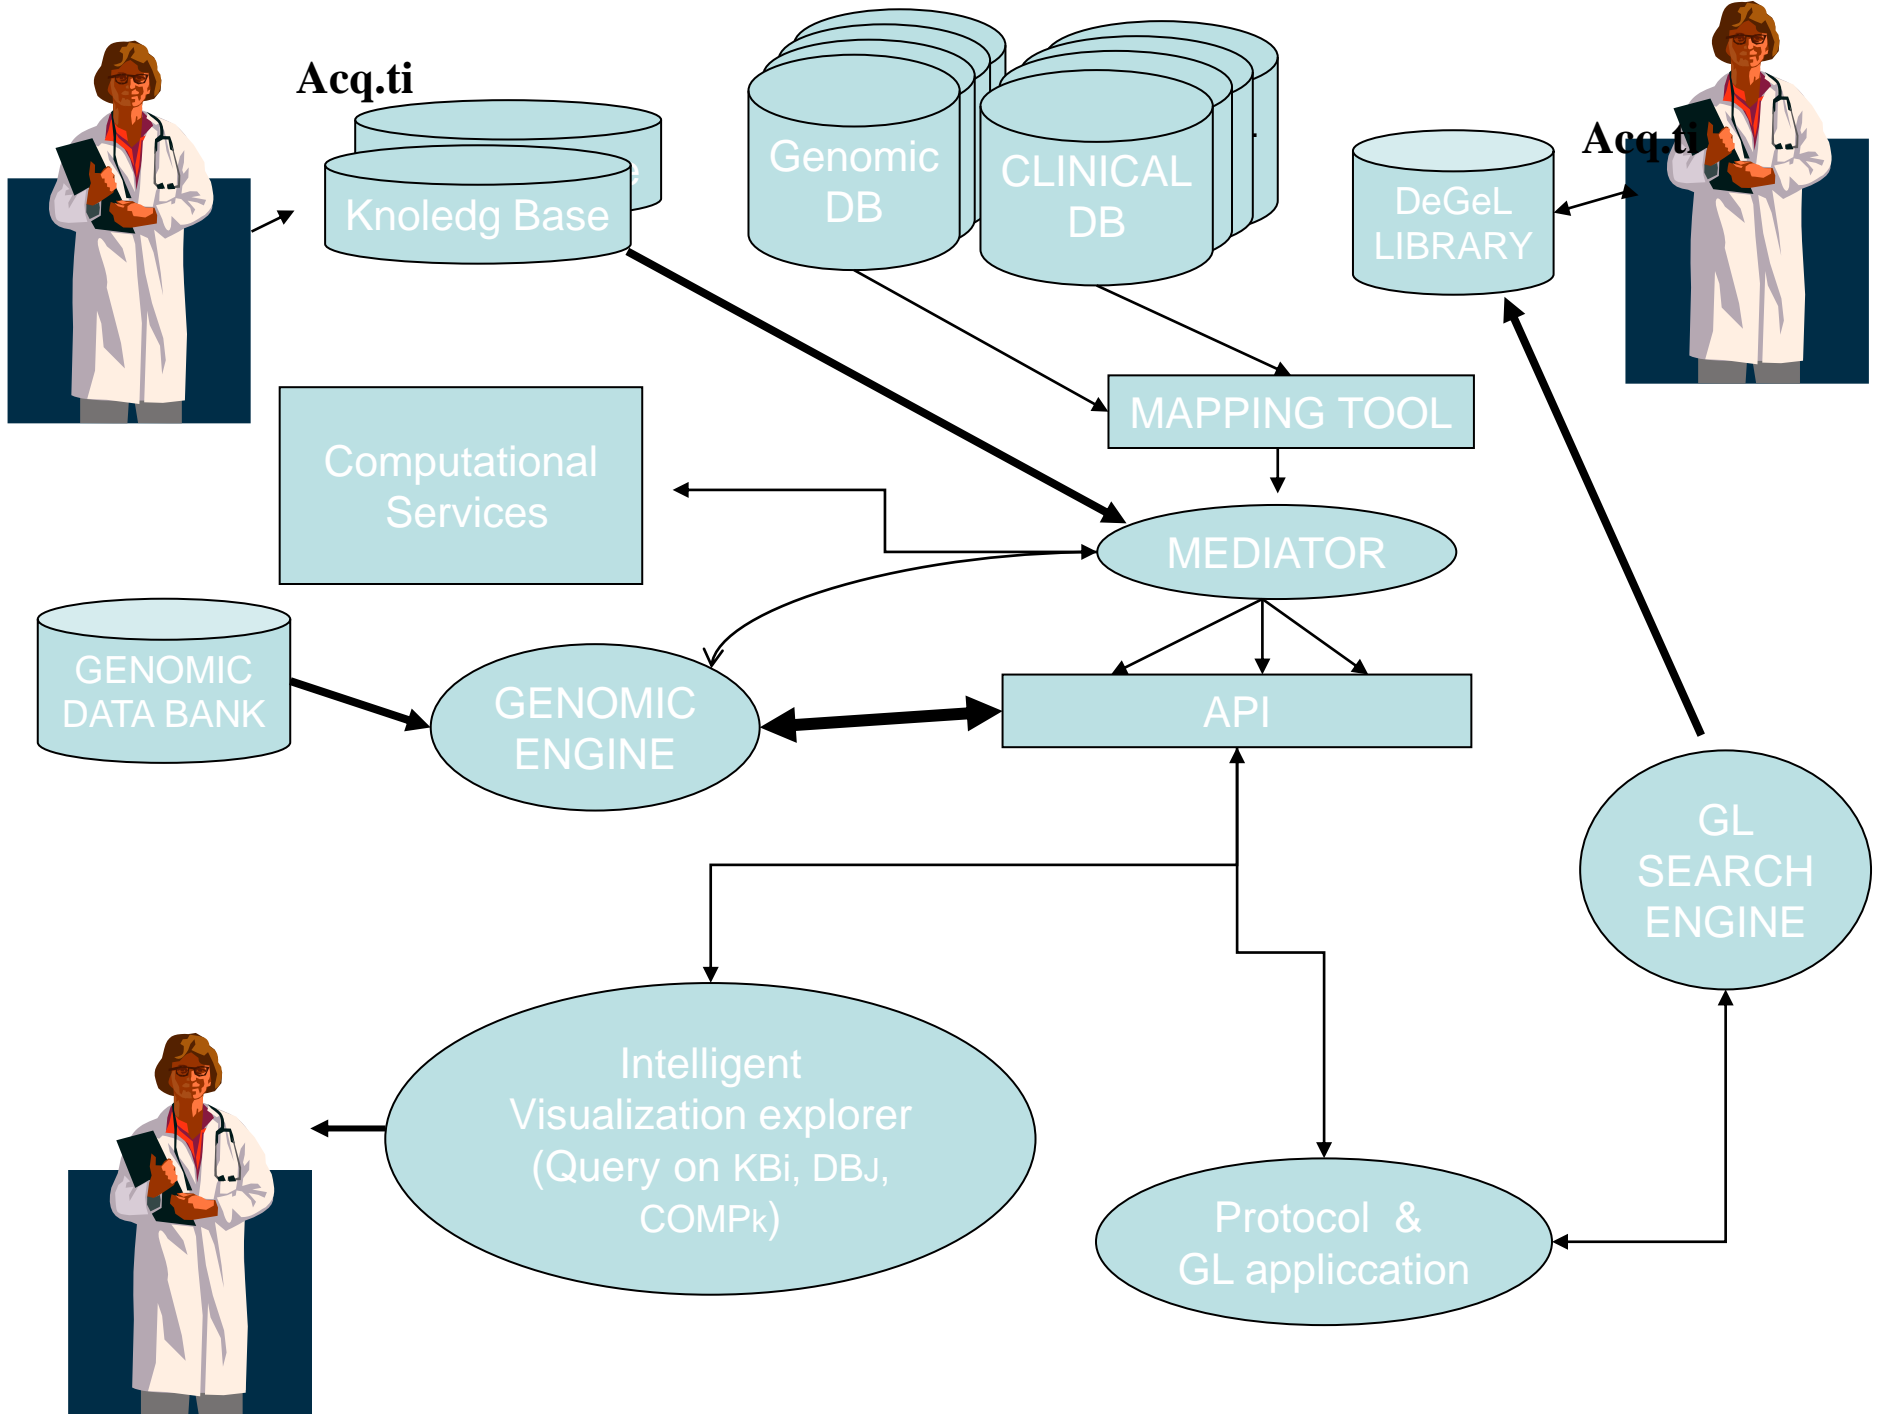 Acq.ti
Knoledg Base
e
Genomic
DB
CLINICAL
DB
Acq.ti
DeGeL
LIBRARY
MAPPING TOOL
Computational
Services
MEDIATOR
GENOMIC
DATA BANK
GENOMIC
ENGINE
API
GL
SEARCH
ENGINE
Intelligent
Visualization explorer
(Query on KBi, DBJ,
COMPk)
Protocol &
GL appliccation